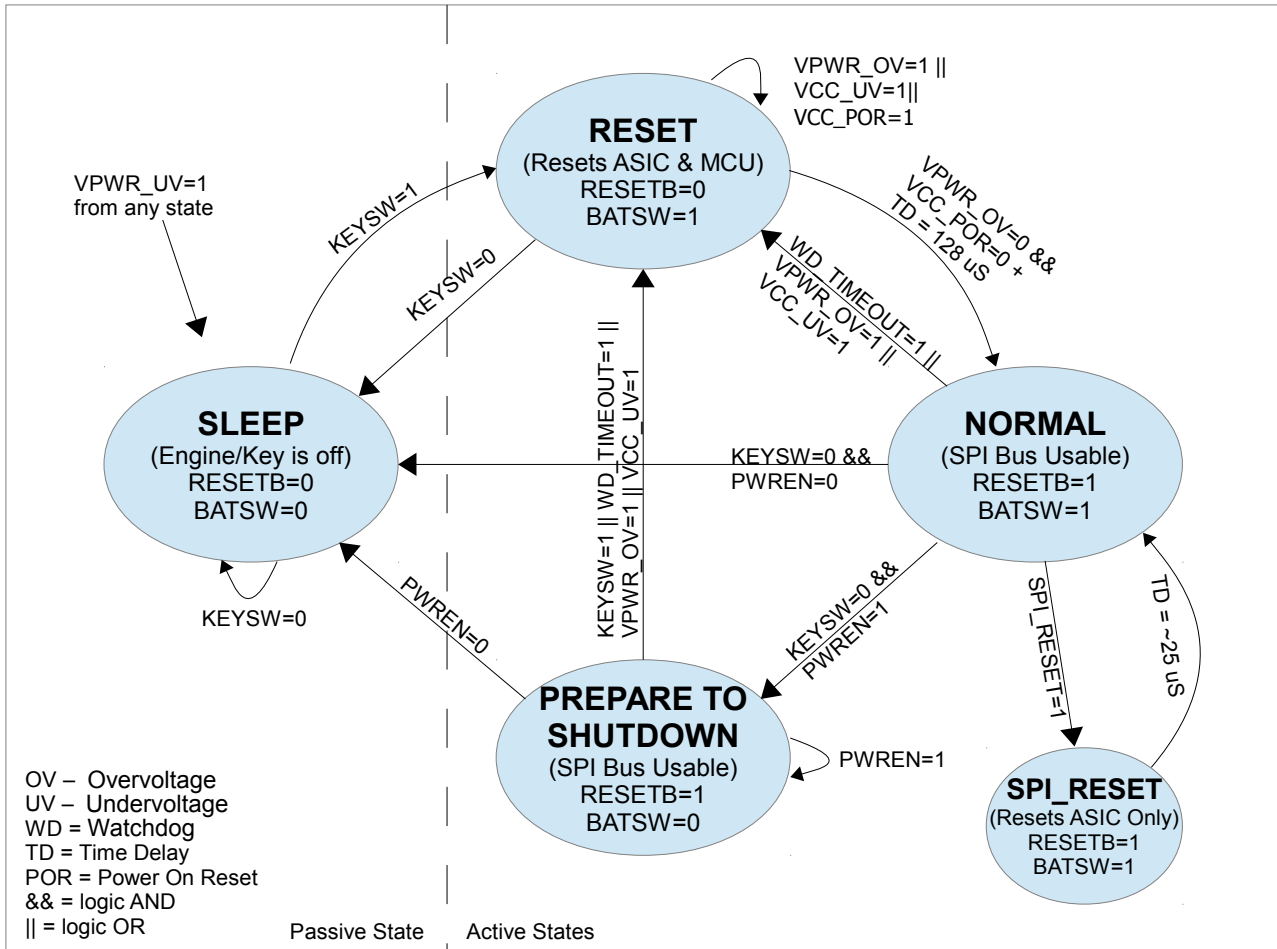 VPWR_OV=1 ||
VCC_UV=1||
VCC_POR=1
RESET
(Resets ASIC & MCU)
RESETB=0
BATSW=1
VPWR_UV=1
from any state
KEYSW=1
KEYSW=0
VPWR_OV=0 &&
VCC_POR=0 +
TD = 128 uS
WD_TIMEOUT=1 ||
VPWR_OV=1 ||
VCC_UV=1
SLEEP
(Engine/Key is off)
RESETB=0
BATSW=0
KEYSW=0
KEYSW=1 || WD_TIMEOUT=1 ||
VPWR_OV=1 || VCC_UV=1
KEYSW=0 &&
PWREN=0
NORMAL
(SPI Bus Usable)
RESETB=1
BATSW=1
PWREN=0
KEYSW=0 &&
PWREN=1
SPI_RESET=1
TD = ~25 uS
PREPARE TO
SHUTDOWN
(SPI Bus Usable)
RESETB=1
BATSW=0
PWREN=1
SPI_RESET
(Resets ASIC Only)
RESETB=1
BATSW=1
OV – Overvoltage
UV – Undervoltage
WD = Watchdog
TD = Time Delay
POR = Power On Reset
&& = logic AND
|| = logic OR
Passive State
Active States